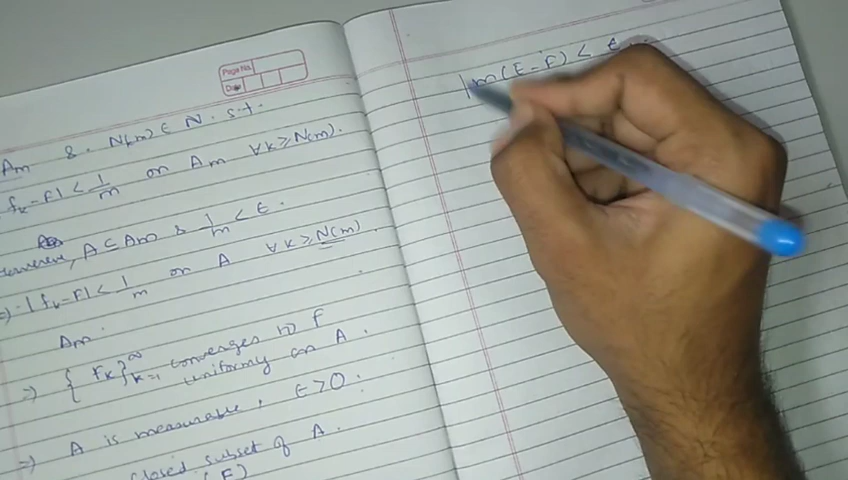 Page No.
Date
Am & N(m) ∈ N s.t.
|fk-F| < 1/m on Am ∀k≥N(m).
However, A ⊆ Am & 1/m < ε.
=> |fk-F| < 1/m on A ∀k≥N(m).
Am.
=> {fk}∞k=1 converges to F
uniformly on A.
=> A is measurable, ε>0.
closed subset of A.
F)
m(E-F) < ε